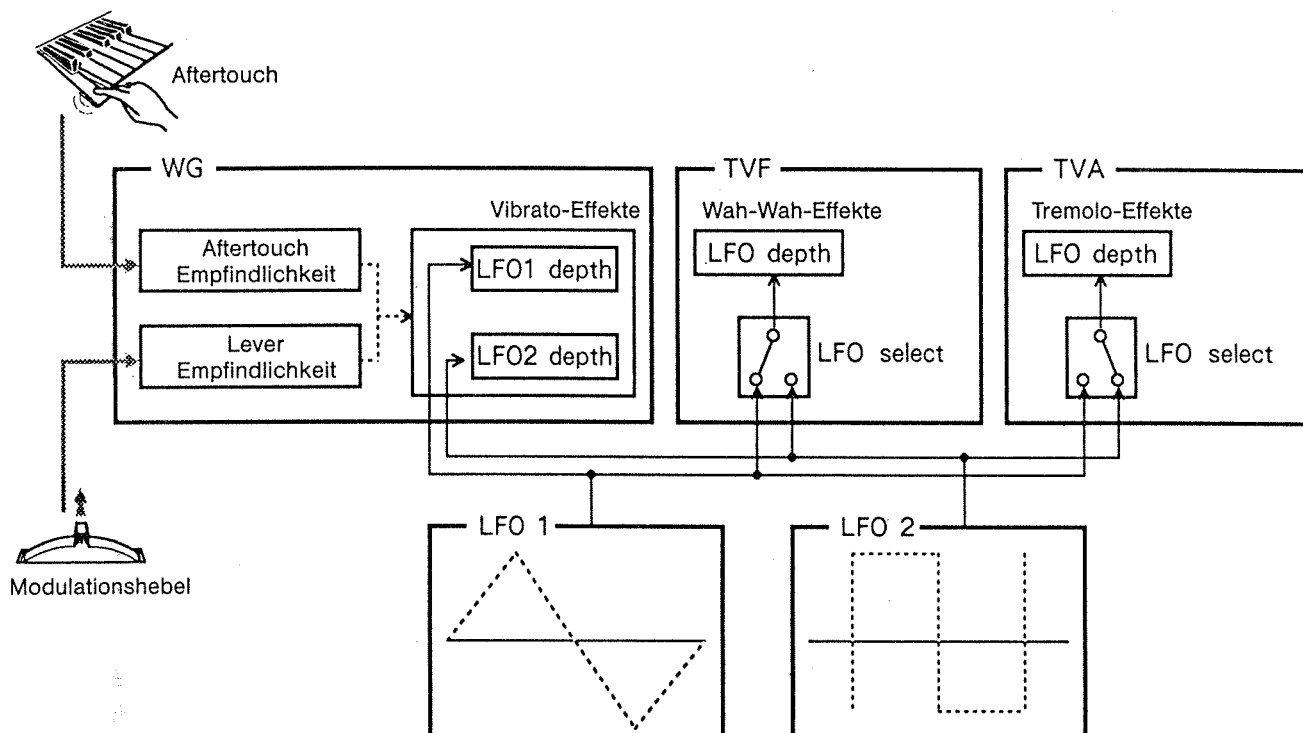 Aftertouch
WG
TVF
TVA
Vibrato-Effekte
Wah-Wah-Effekte
Tremolo-Effekte
Aftertouch
Empfindlichkeit
LFO1 depth
LFO depth
LFO depth
Lever
Empfindlichkeit
LFO2 depth
LFO select
LFO select
LFO 1
LFO 2
Modulationshebel